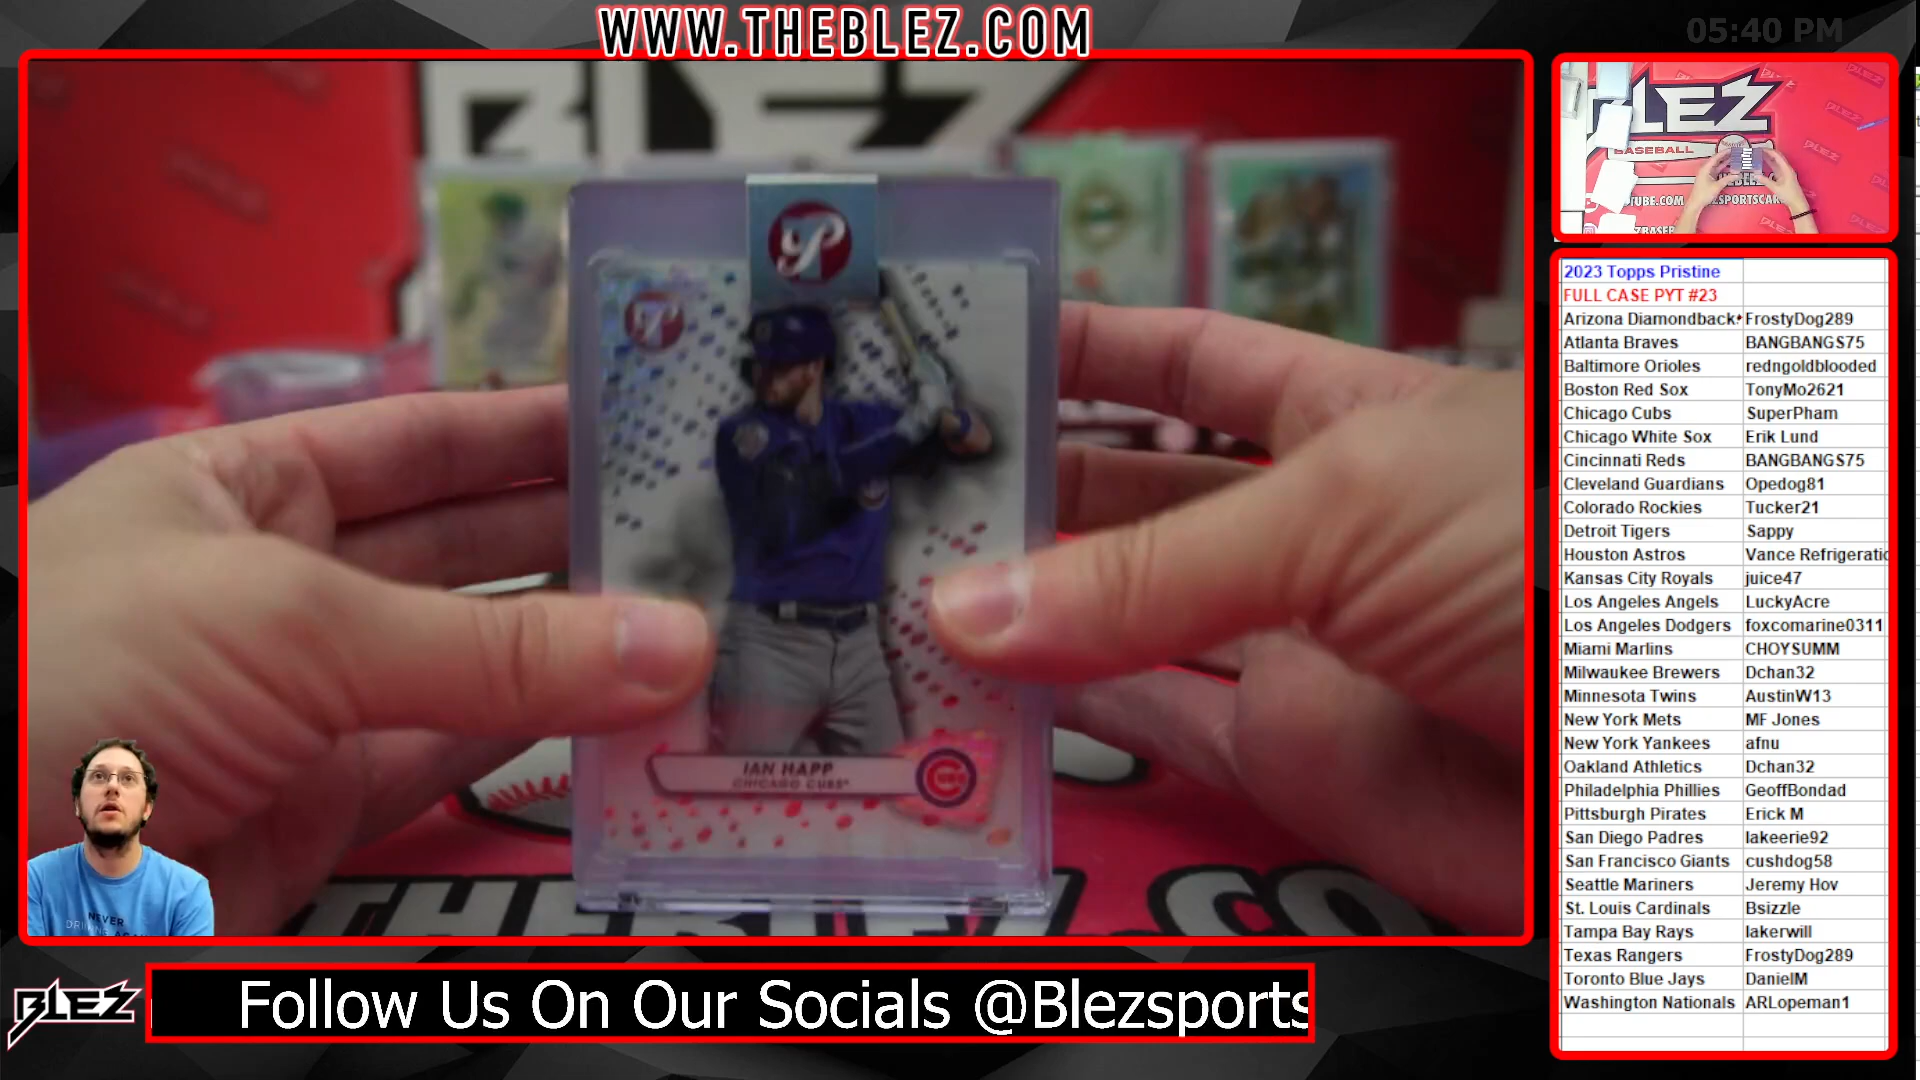 WWW.THEBLEZ.COM
05:40 PM
BLEZ
BASEBALL
IAN HAPP
CHICAGO CUBS
NEVER
Follow Us On Our Socials @Blezsports
BLEZ
2023 Topps Pristine
FULL CASE PYT #23
Arizona Diamondback FrostyDog289
Atlanta Braves BANGBANGS75
Baltimore Orioles redngoldblooded
Boston Red Sox TonyMo2621
Chicago Cubs SuperPham
Chicago White Sox Erik Lund
Cincinnati Reds BANGBANGS75
Cleveland Guardians Opedog81
Colorado Rockies Tucker21
Detroit Tigers Sappy
Houston Astros Vance Refrigeratio
Kansas City Royals juice47
Los Angeles Angels LuckyAcre
Los Angeles Dodgers foxcomarine0311
Miami Marlins CHOYSUMM
Milwaukee Brewers Dchan32
Minnesota Twins AustinW13
New York Mets MF Jones
New York Yankees afnu
Oakland Athletics Dchan32
Philadelphia Phillies GeoffBondad
Pittsburgh Pirates Erick M
San Diego Padres lakeerie92
San Francisco Giants cushdog58
Seattle Mariners Jeremy Hov
St. Louis Cardinals Bsizzle
Tampa Bay Rays lakerwill
Texas Rangers FrostyDog289
Toronto Blue Jays DanielM
Washington Nationals ARLopeman1